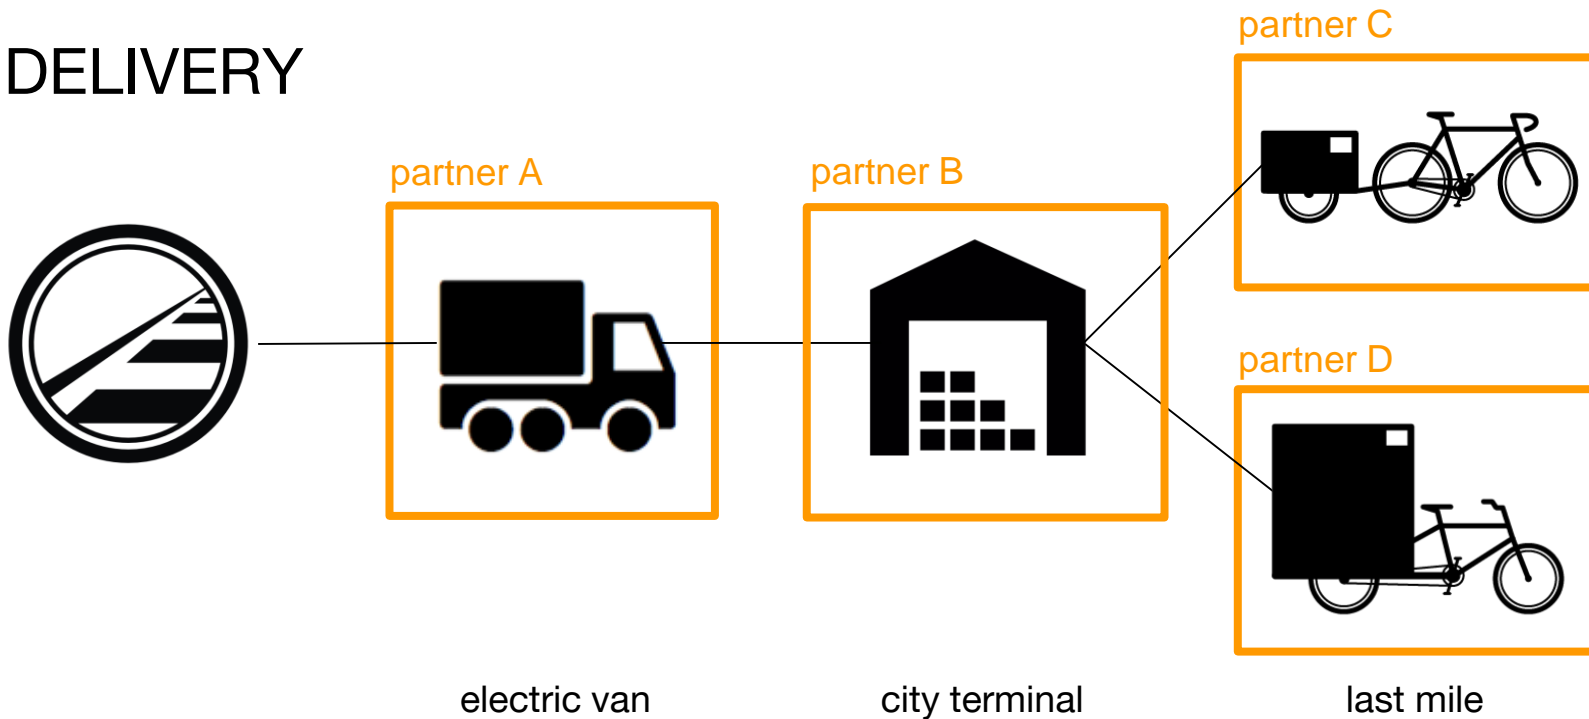 DELIVERY
partner A
partner B
partner C
partner D
electric van
city terminal
last mile